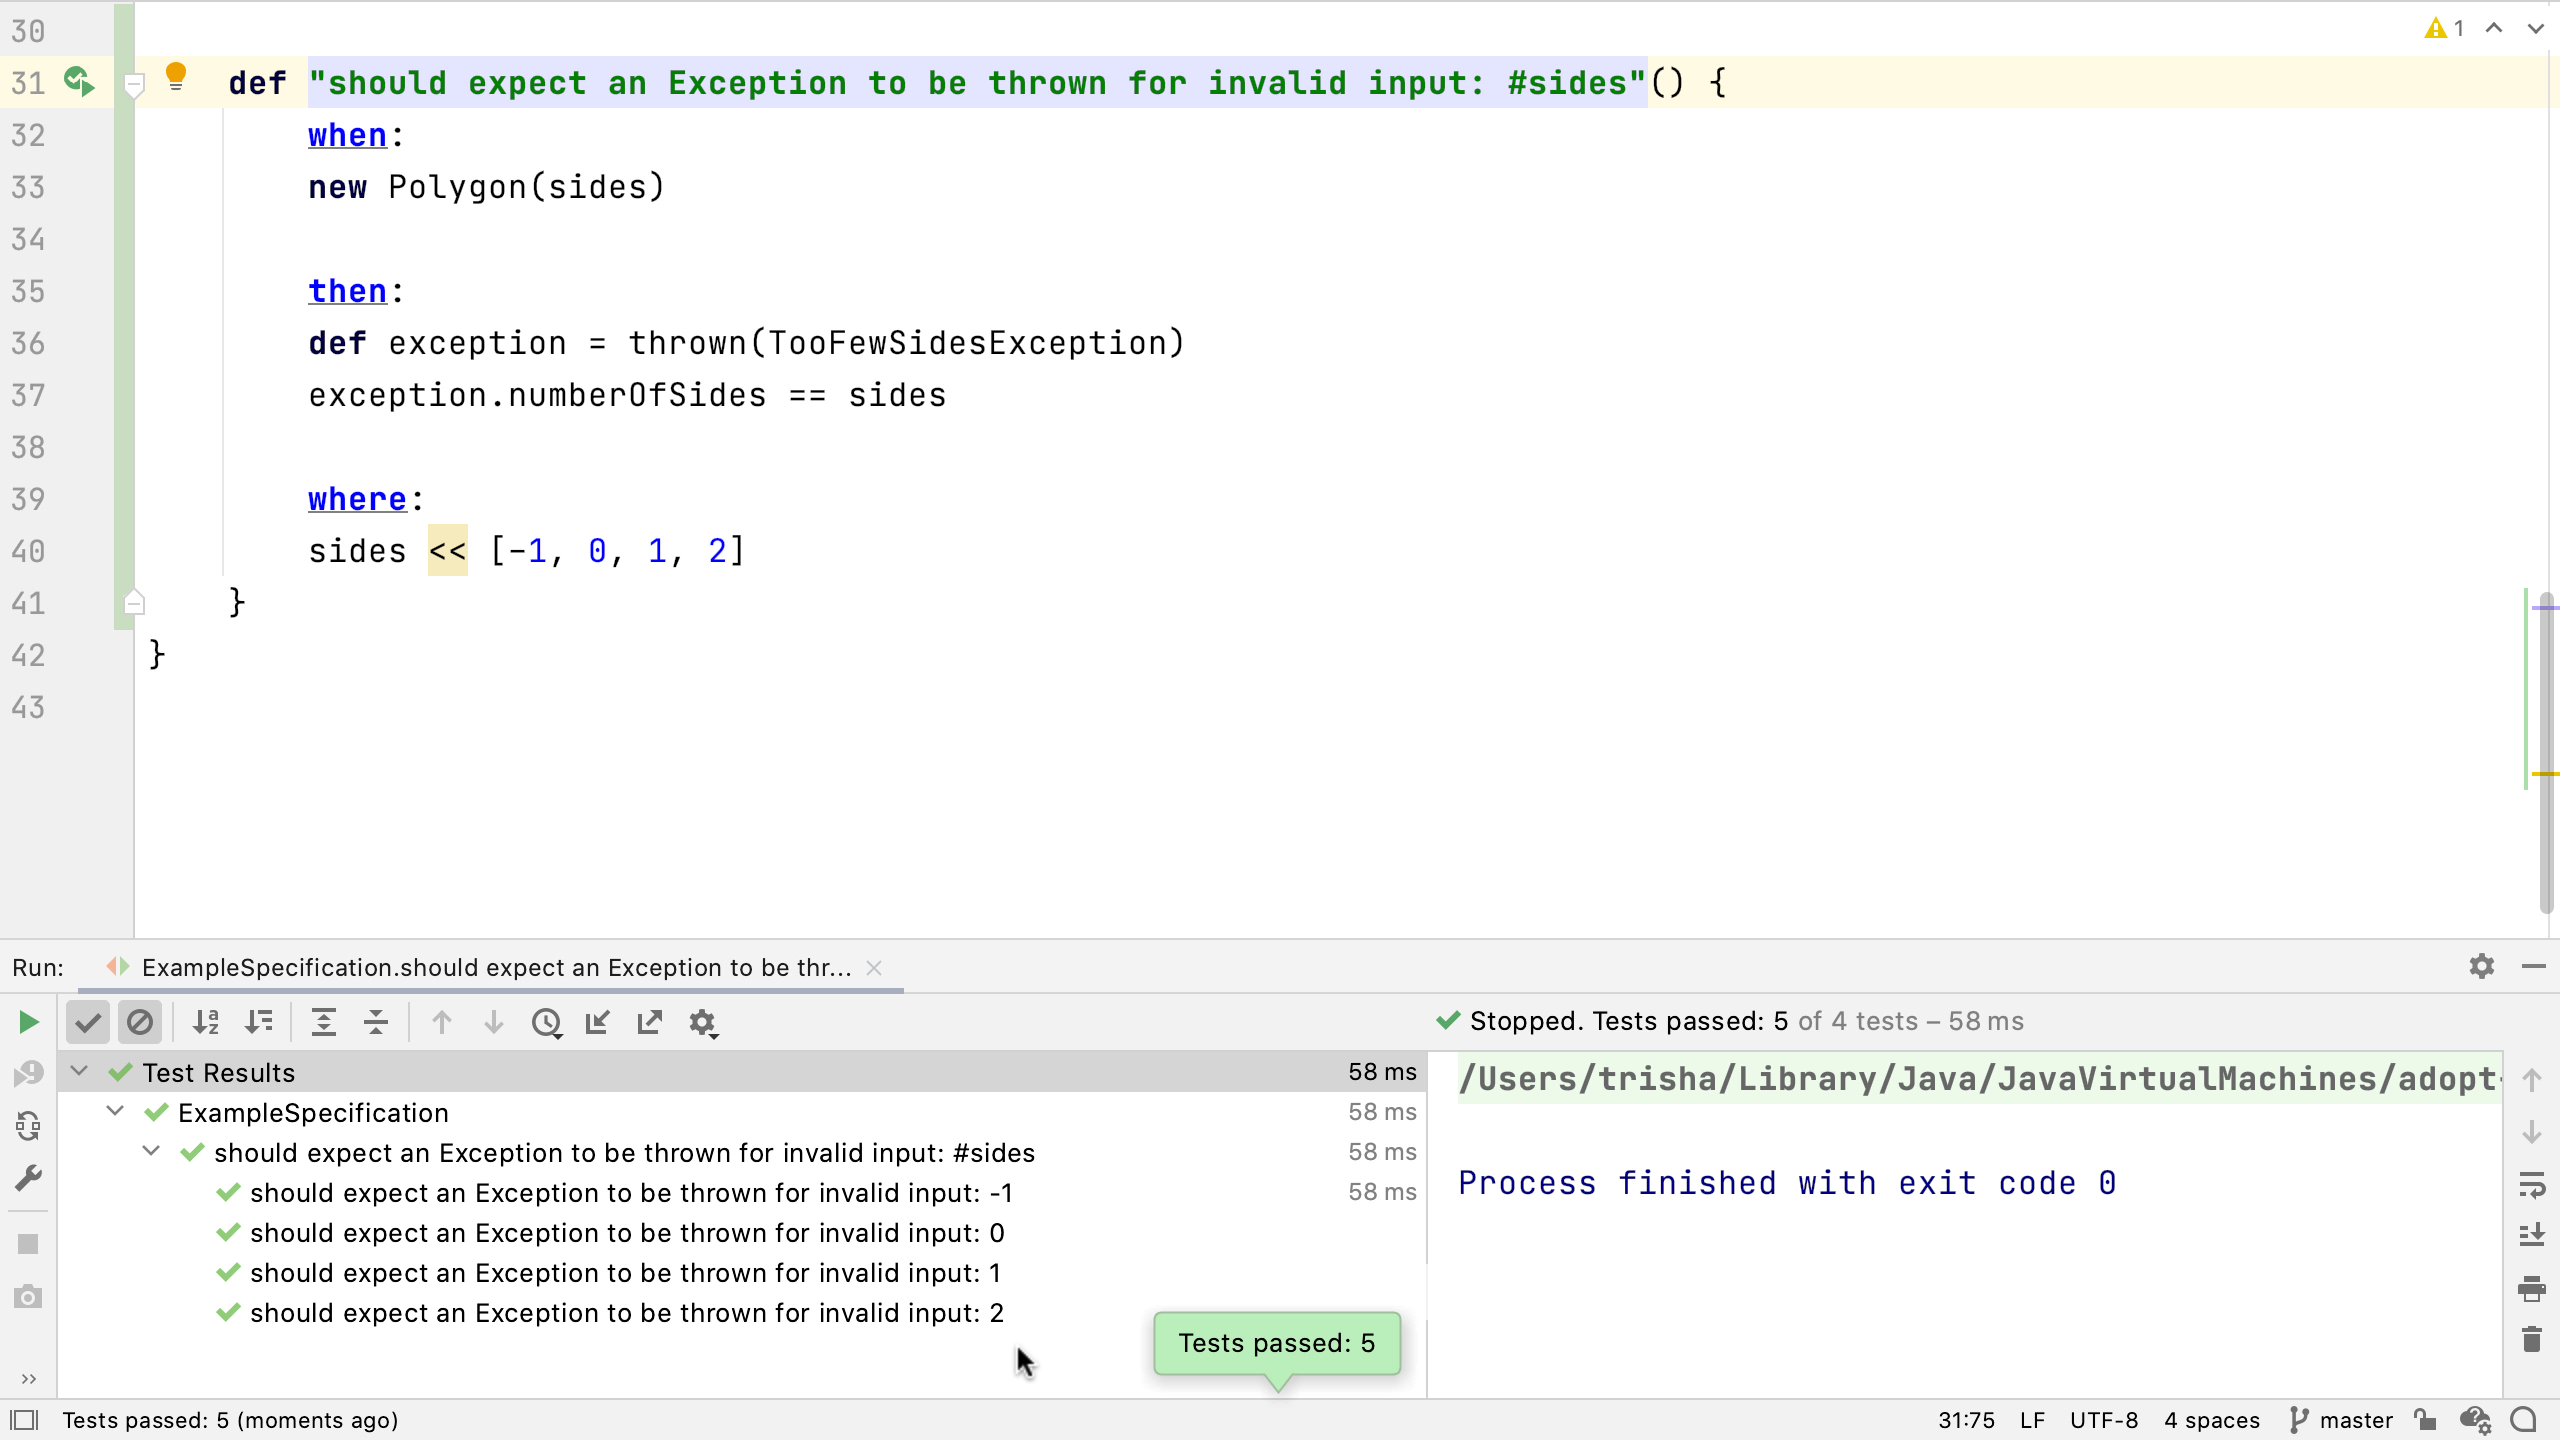 30
1
31 def "should expect an Exception to be thrown for invalid input: #sides"() {
32 when:
33 new Polygon(sides)
34
35 then:
36 def exception = thrown(TooFewSidesException)
37 exception.numberOfSides == sides
38
39 where:
40 sides << [-1, 0, 1, 2]
41 }
42 }
43
Run: ExampleSpecification.should expect an Exception to be thr...
Stopped. Tests passed: 5 of 4 tests – 58 ms
Test Results 58 ms
ExampleSpecification 58 ms
should expect an Exception to be thrown for invalid input: #sides 58 ms
should expect an Exception to be thrown for invalid input: -1 58 ms
should expect an Exception to be thrown for invalid input: 0
should expect an Exception to be thrown for invalid input: 1
should expect an Exception to be thrown for invalid input: 2
/Users/trisha/Library/Java/JavaVirtualMachines/adopt-
Process finished with exit code 0
Tests passed: 5
Tests passed: 5 (moments ago)
31:75 LF UTF-8 4 spaces master